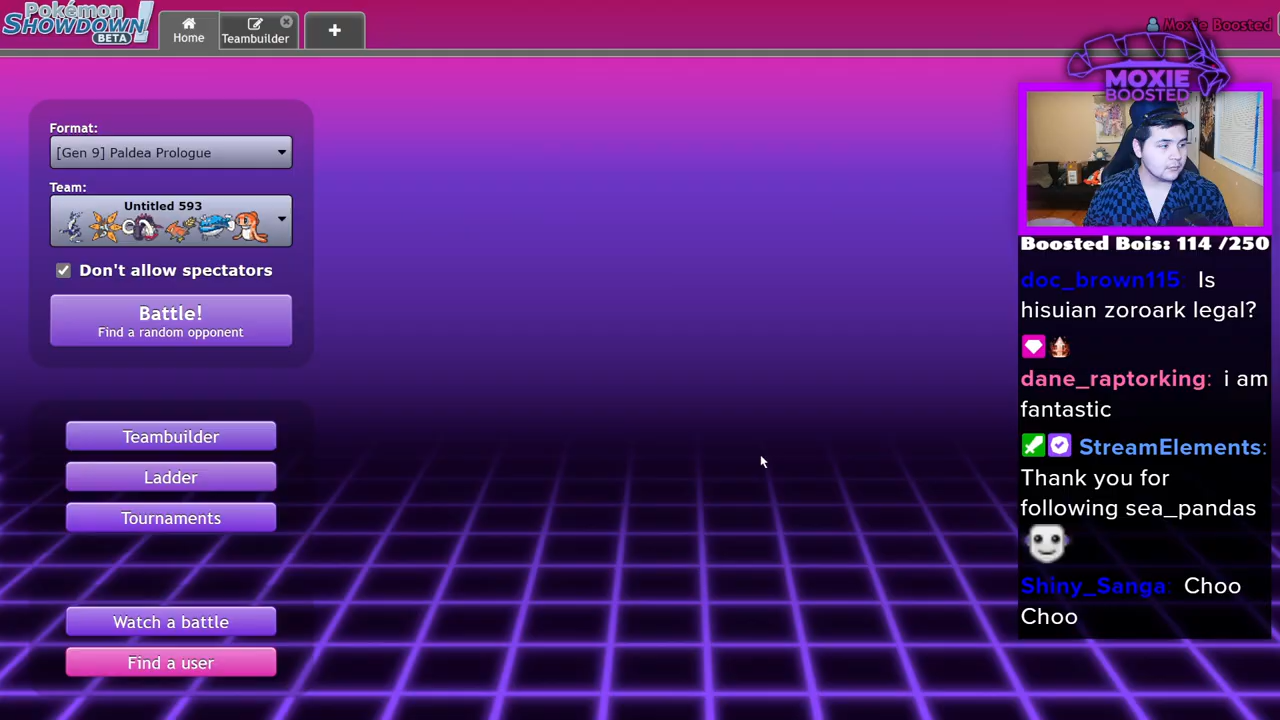 Pokémon
SHOWDOWN!
BETA
Home
Teambuilder
+
Moxie Boosted
MOXIE
BOOSTED
Format:
[Gen 9] Paldea Prologue
Team:
Untitled 593
Don't allow spectators
Battle!
Find a random opponent
Teambuilder
Ladder
Tournaments
Watch a battle
Find a user
Boosted Bois: 114 /250
doc_brown115: Is
hisuian zoroark legal?
dane_raptorking: i am
fantastic
StreamElements:
Thank you for
following sea_pandas
Shiny_Sanga: Choo
Choo